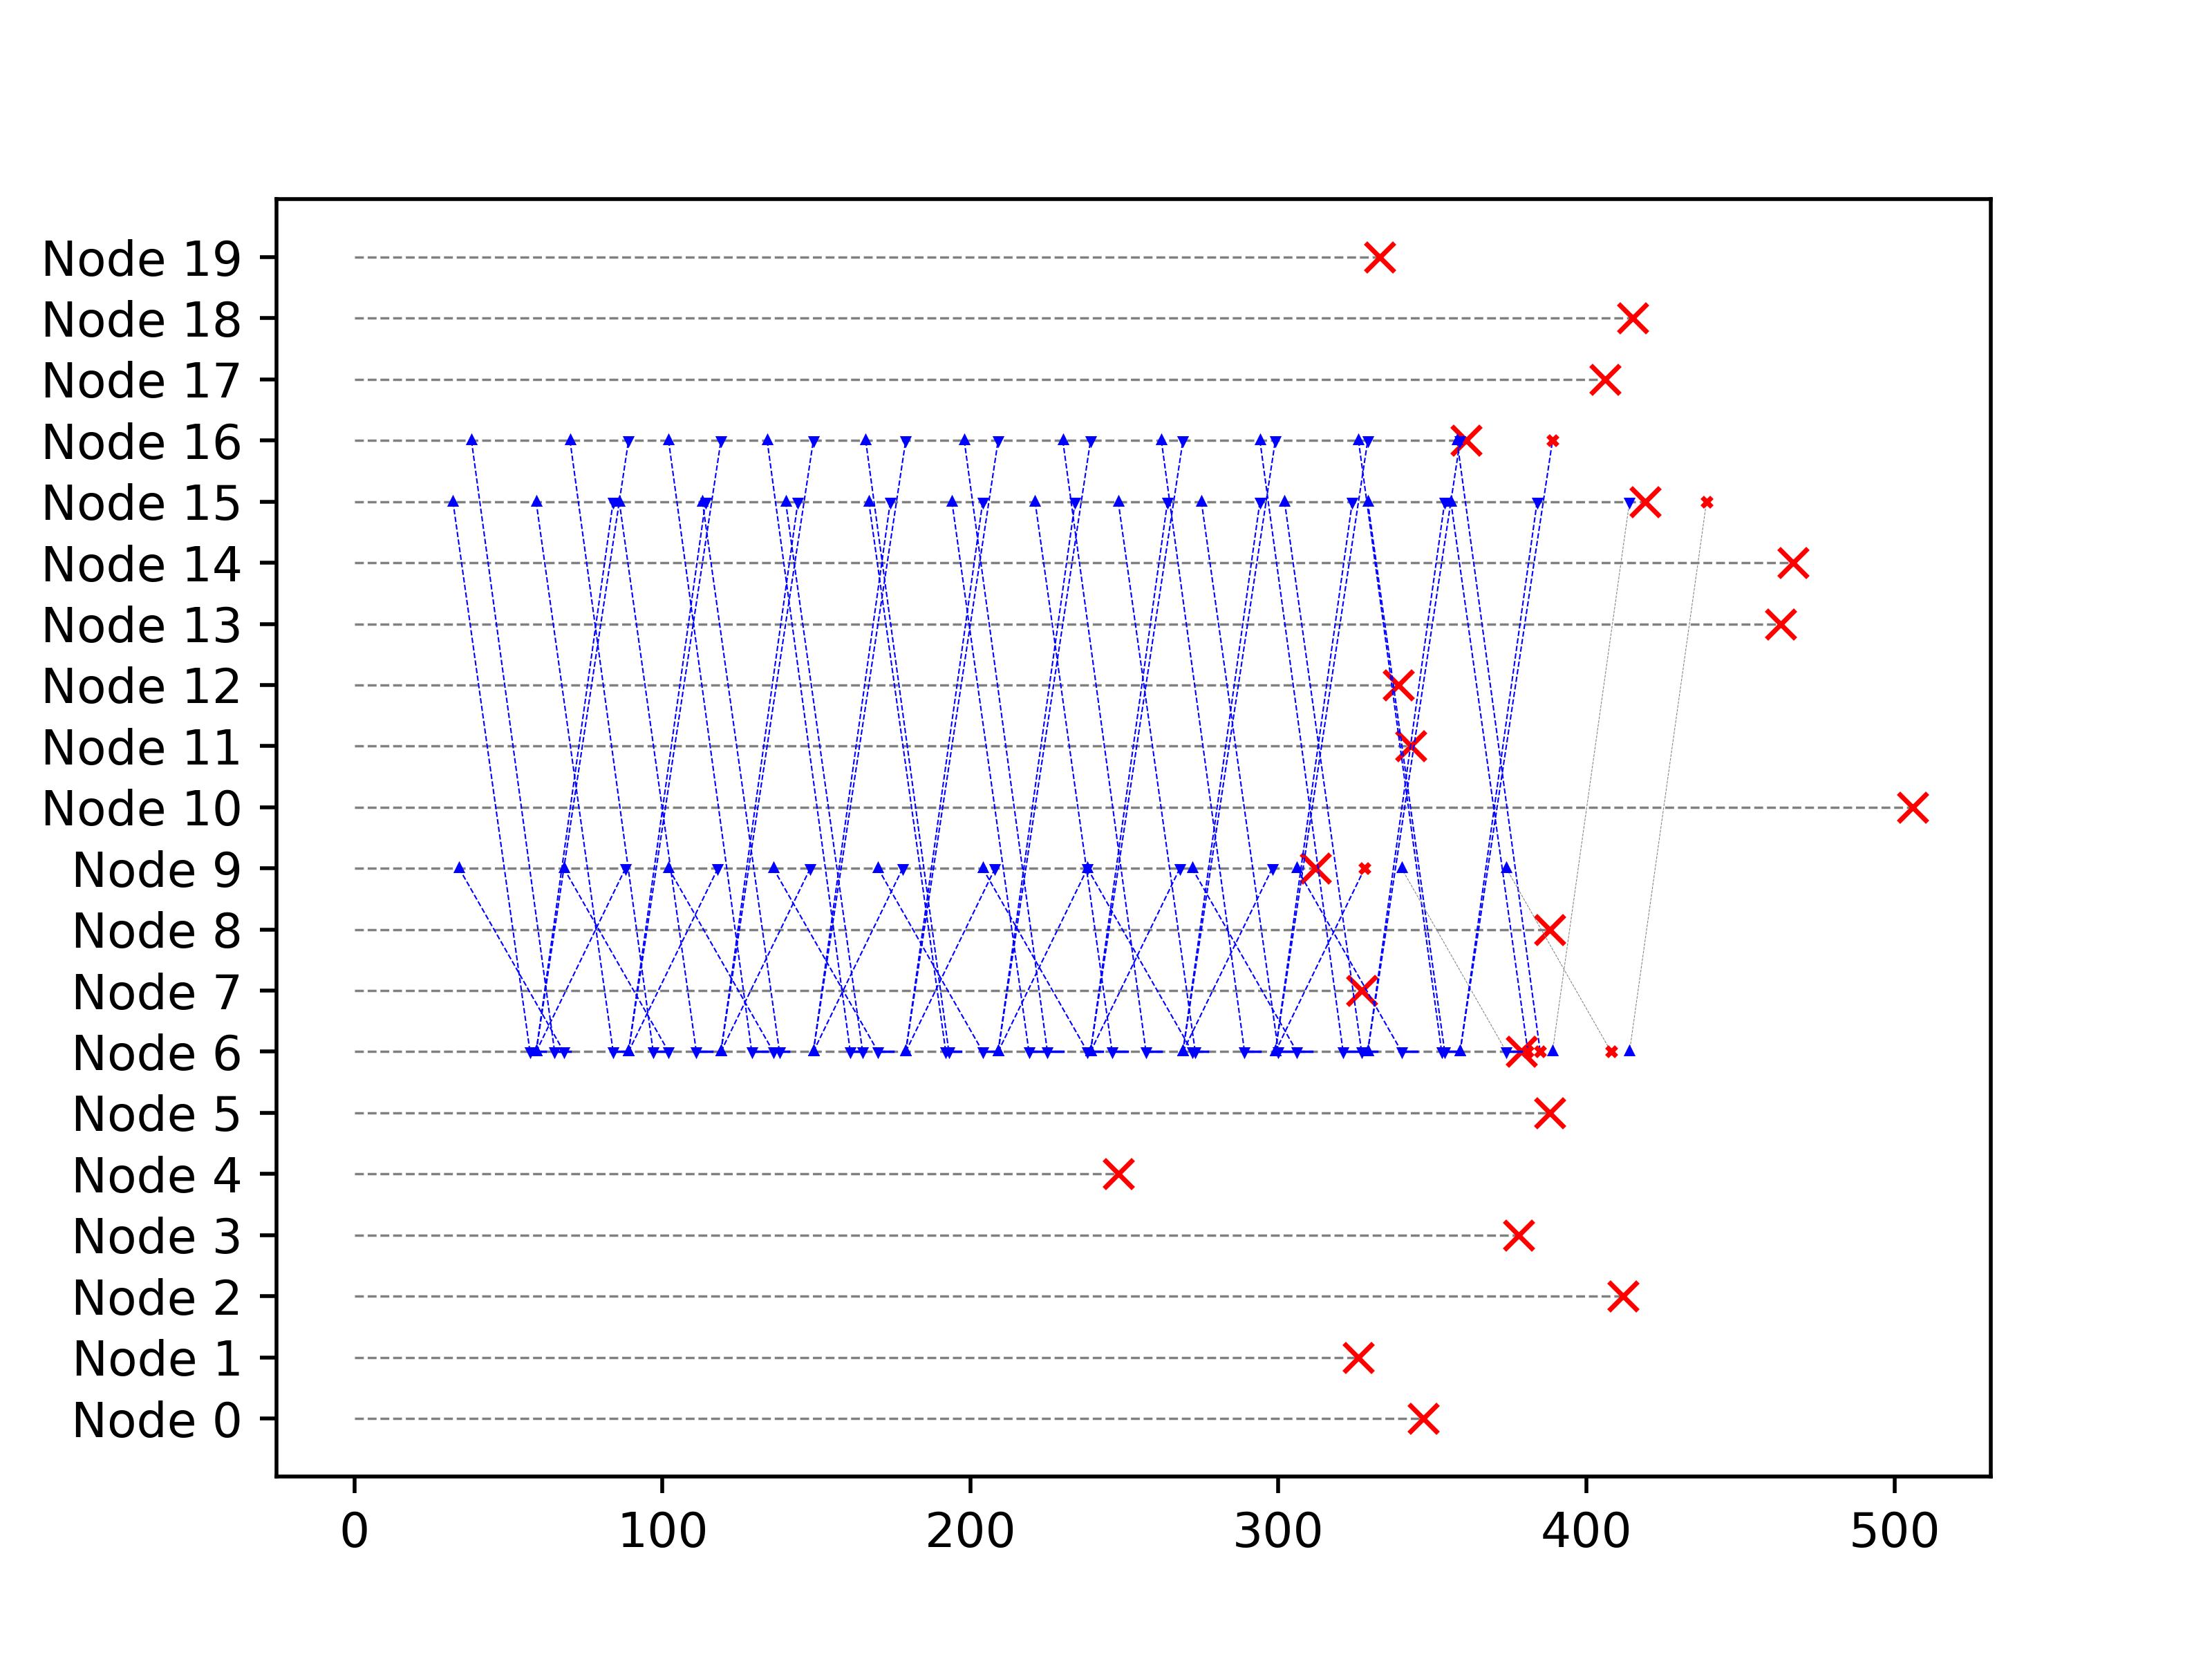 Node 19
Node 18
Node 17
Node 16
Node 15
Node 14
Node 13
Node 12
Node 11
Node 10
Node 9
Node 8
Node 7
Node 6
Node 5
Node 4
Node 3
Node 2
Node 1
Node 0
0 100 200 300 400 500